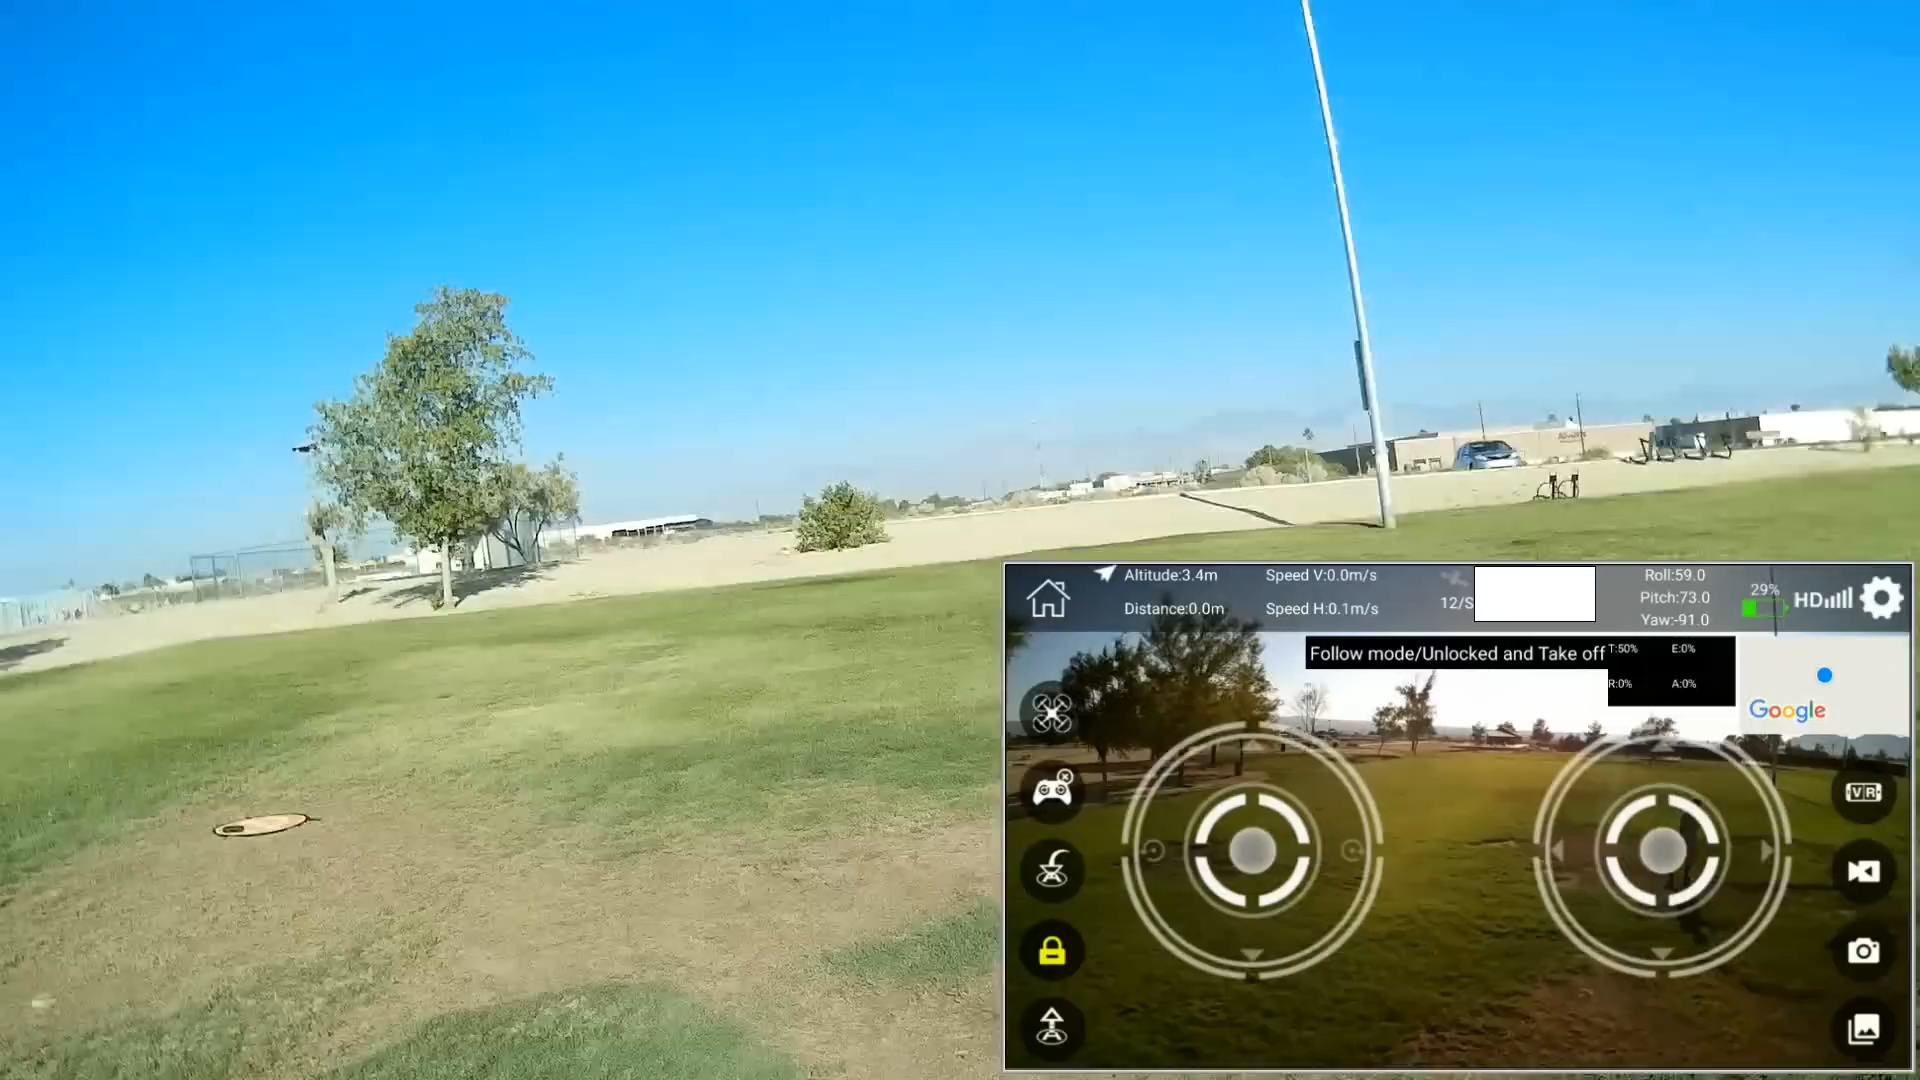 Altitude:3.4m
Speed V:0.0m/s
Roll:59.0
29%
HD
Distance:0.0m
Speed H:0.1m/s
12/S
Pitch:73.0
Yaw:-91.0
Follow mode/Unlocked and Take off
T:50%
E:0%
R:0%
A:0%
Google
VR